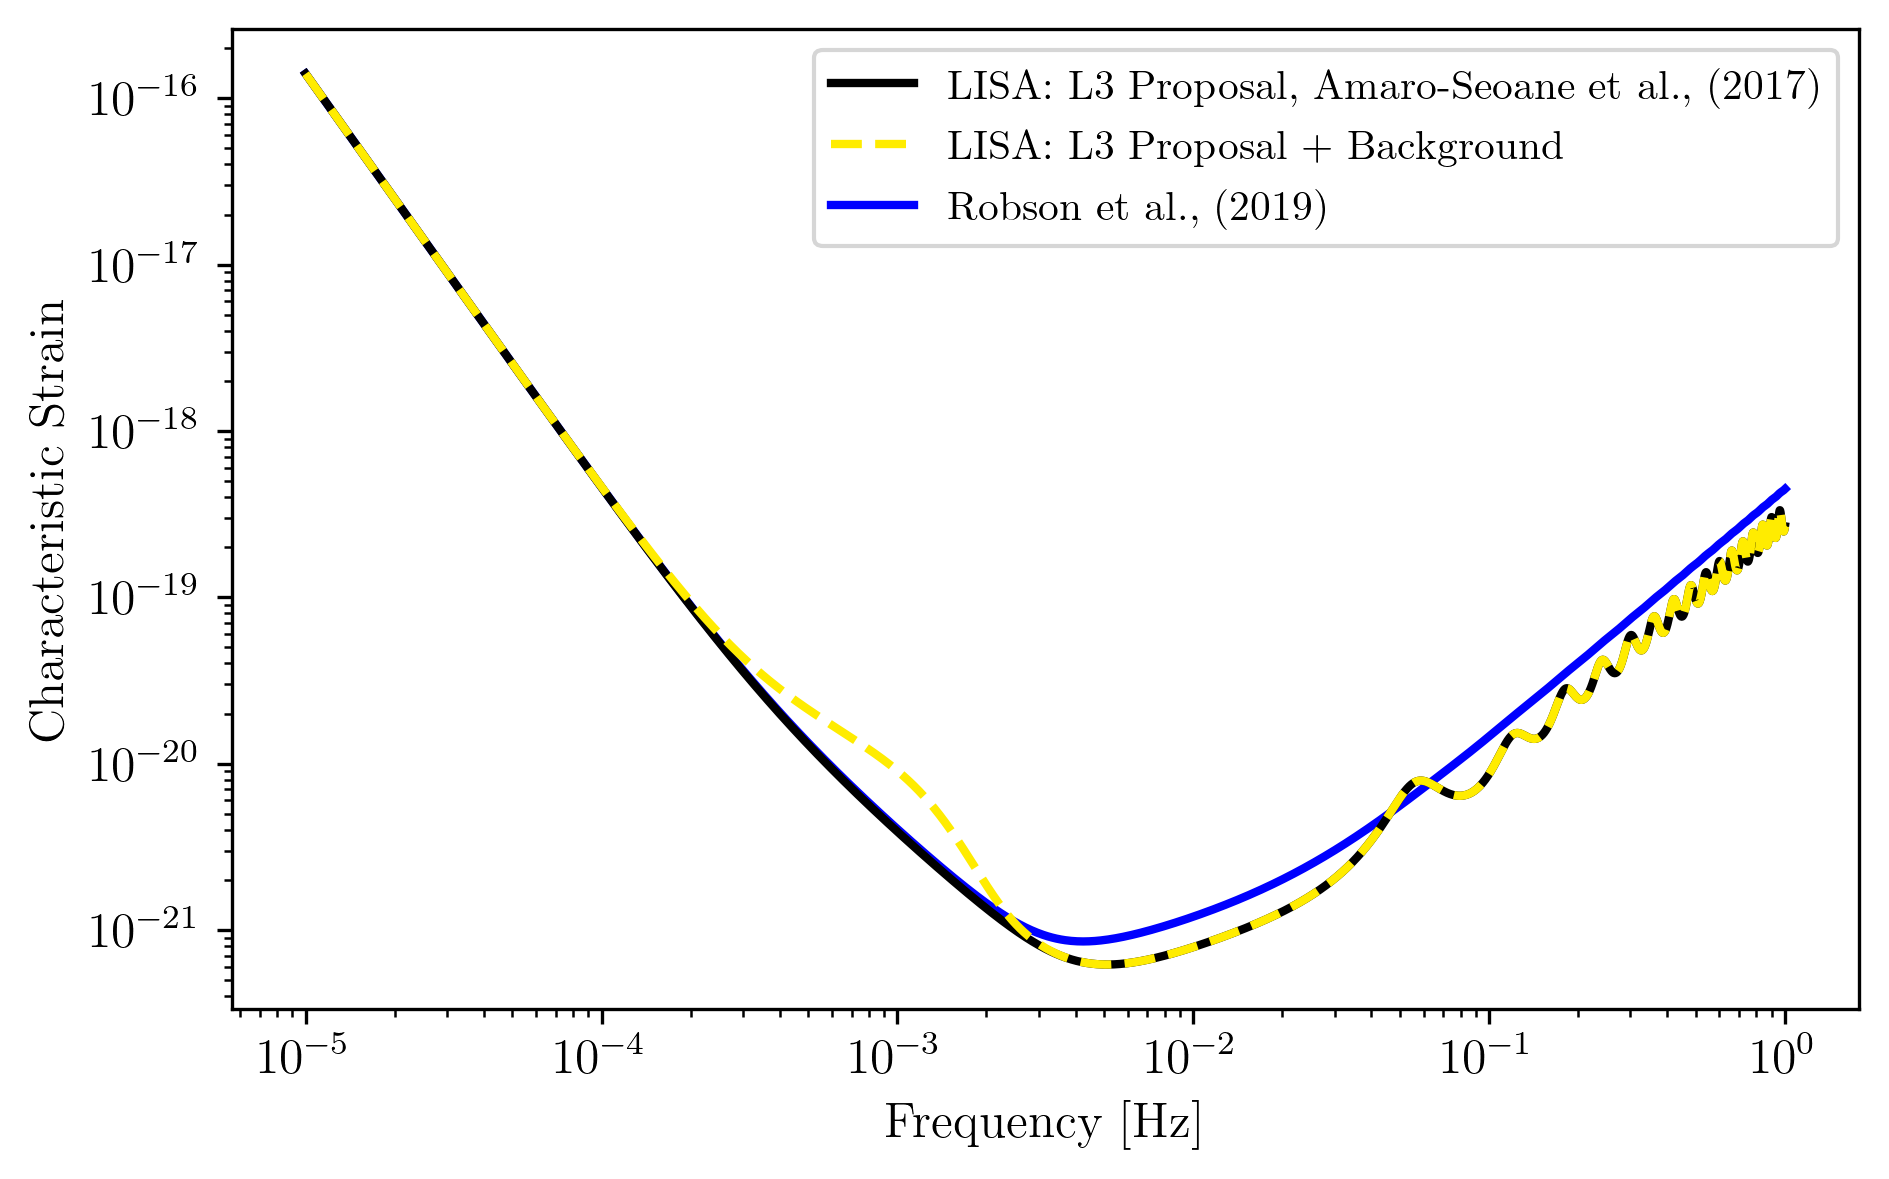 LISA: L3 Proposal, Amaro-Seoane et al., (2017)
LISA: L3 Proposal + Background
Robson et al., (2019)
Characteristic Strain
10⁻¹⁶
10⁻¹⁷
10⁻¹⁸
10⁻¹⁹
10⁻²⁰
10⁻²¹
10⁻⁵ 10⁻⁴ 10⁻³ 10⁻² 10⁻¹ 10⁰
Frequency [Hz]